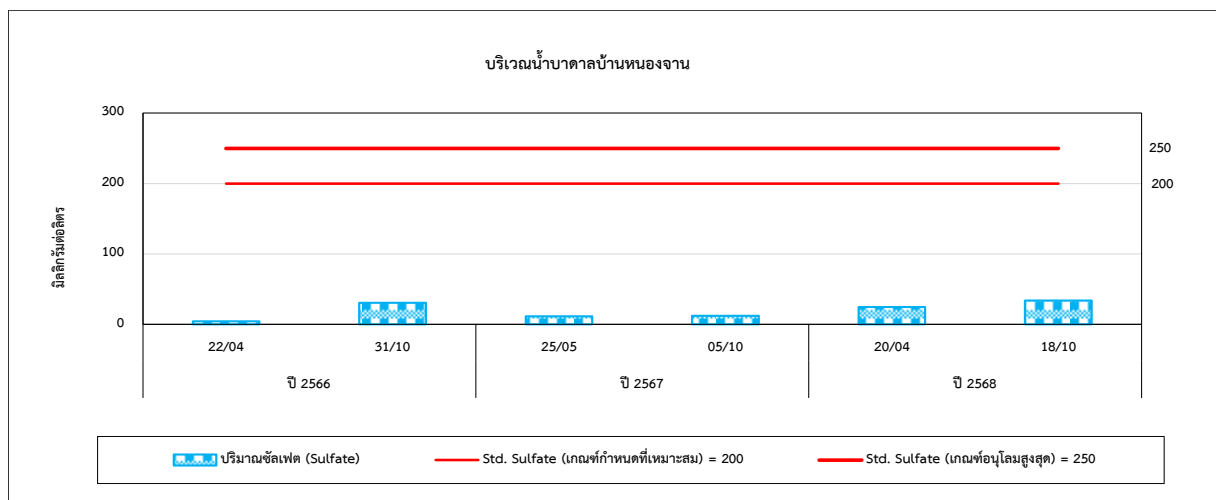 บริเวณน้ำบาดาลบ้านหนองจาน
มิลลิกรัมต่อลิตร
300
200
100
0
250
200
22/04 31/10 25/05 05/10 20/04 18/10
ปี 2566 ปี 2567 ปี 2568
ปริมาณซัลเฟต (Sulfate) Std. Sulfate (เกณฑ์กำหนดที่เหมาะสม) = 200 Std. Sulfate (เกณฑ์อนุโลมสูงสุด) = 250